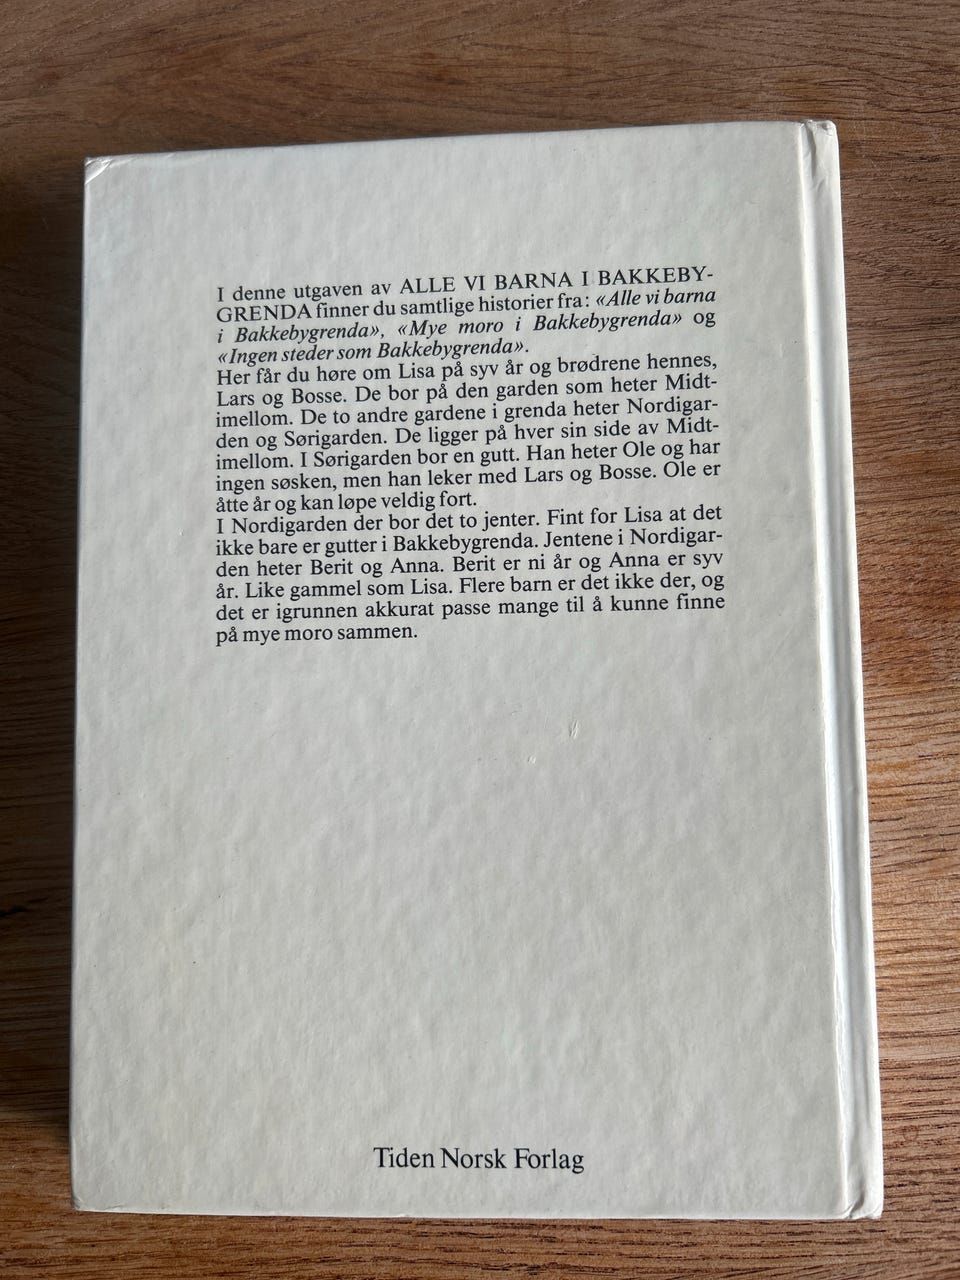 I denne utgaven av ALLE VI BARNA I BAKKEBY-
GRENDA finner du samtlige historier fra: «Alle vi barna
i Bakkebygrenda», «Mye moro i Bakkebygrenda» og
«Ingen steder som Bakkebygrenda».
Her får du høre om Lisa på syv år og brødrene hennes,
Lars og Bosse. De bor på den garden som heter Midt-
imellom. De to andre gardene i grenda heter Nordigar-
den og Sørigarden. De ligger på hver sin side av Midt-
imellom. I Sørigarden bor en gutt. Han heter Ole og har
ingen søsken, men han leker med Lars og Bosse. Ole er
åtte år og kan løpe veldig fort.
I Nordigarden der bor det to jenter. Fint for Lisa at det
ikke bare er gutter i Bakkebygrenda. Jentene i Nordigar-
den heter Berit og Anna. Berit er ni år og Anna er syv
år. Like gammel som Lisa. Flere barn er det ikke der, og
det er igrunnen akkurat passe mange til å kunne finne
på mye moro sammen.
Tiden Norsk Forlag